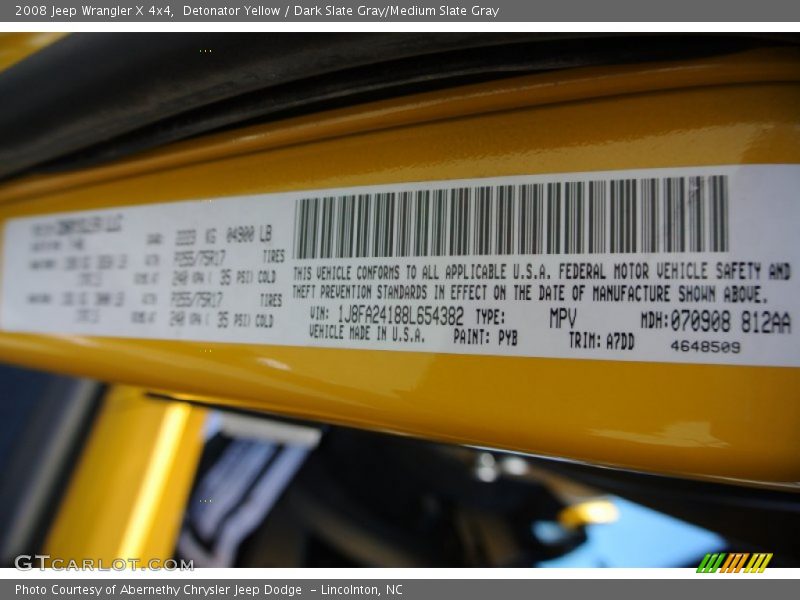 2008 Jeep Wrangler X 4x4,  Detonator Yellow / Dark Slate Gray/Medium Slate Gray
KG 04900 LB
P255/75R17 TIRES
240 KPA ( 35 PSI) COLD
P255/75R17 TIRES
240 KPA ( 35 PSI) COLD
THIS VEHICLE CONFORMS TO ALL APPLICABLE U.S.A. FEDERAL MOTOR VEHICLE SAFETY AND
THEFT PREVENTION STANDARDS IN EFFECT ON THE DATE OF MANUFACTURE SHOWN ABOVE.
VIN: 1J8FA24188L654382 TYPE: MPV MDH:070908 812AA
VEHICLE MADE IN U.S.A. PAINT: PYB TRIM: A7DD 4648509
GTCarlot.com
Photo Courtesy of Abernethy Chrysler Jeep Dodge  - Lincolnton, NC